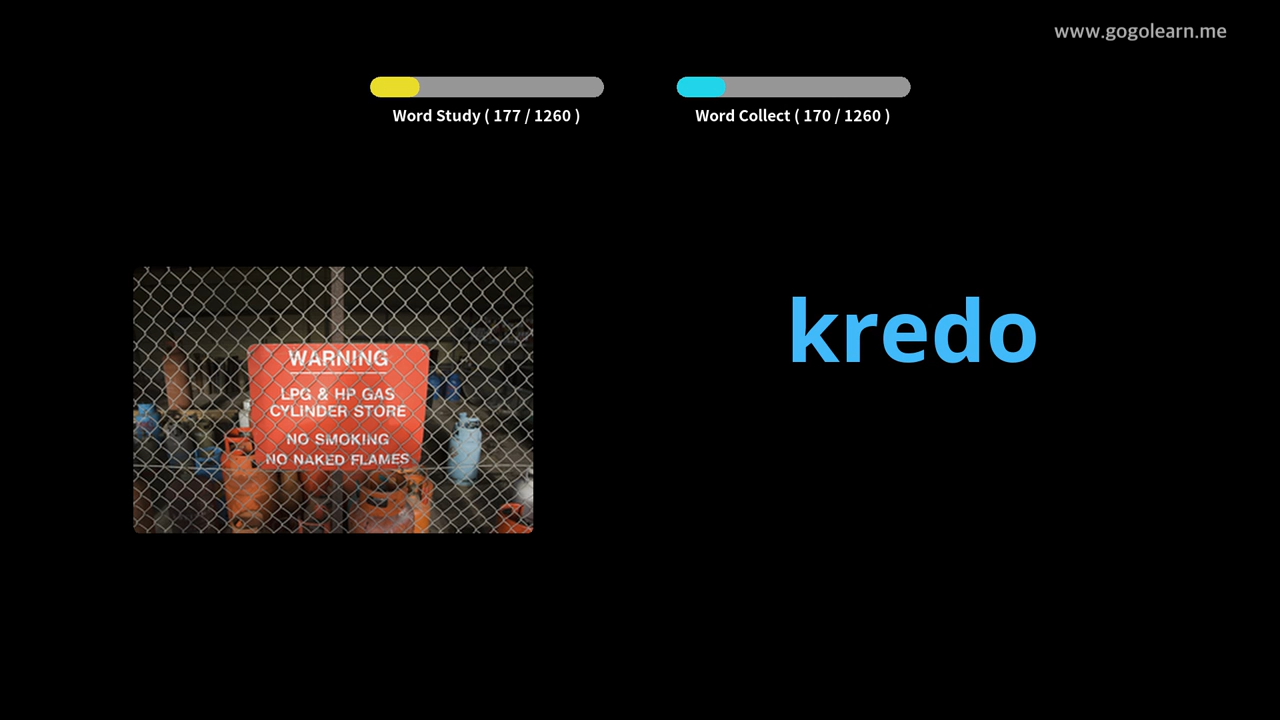 www.gogolearn.me
Word Study ( 177 / 1260 )
Word Collect ( 170 / 1260 )
WARNING
LPG & HP GAS
CYLINDER STORE
NO SMOKING
NO NAKED FLAMES
kredo